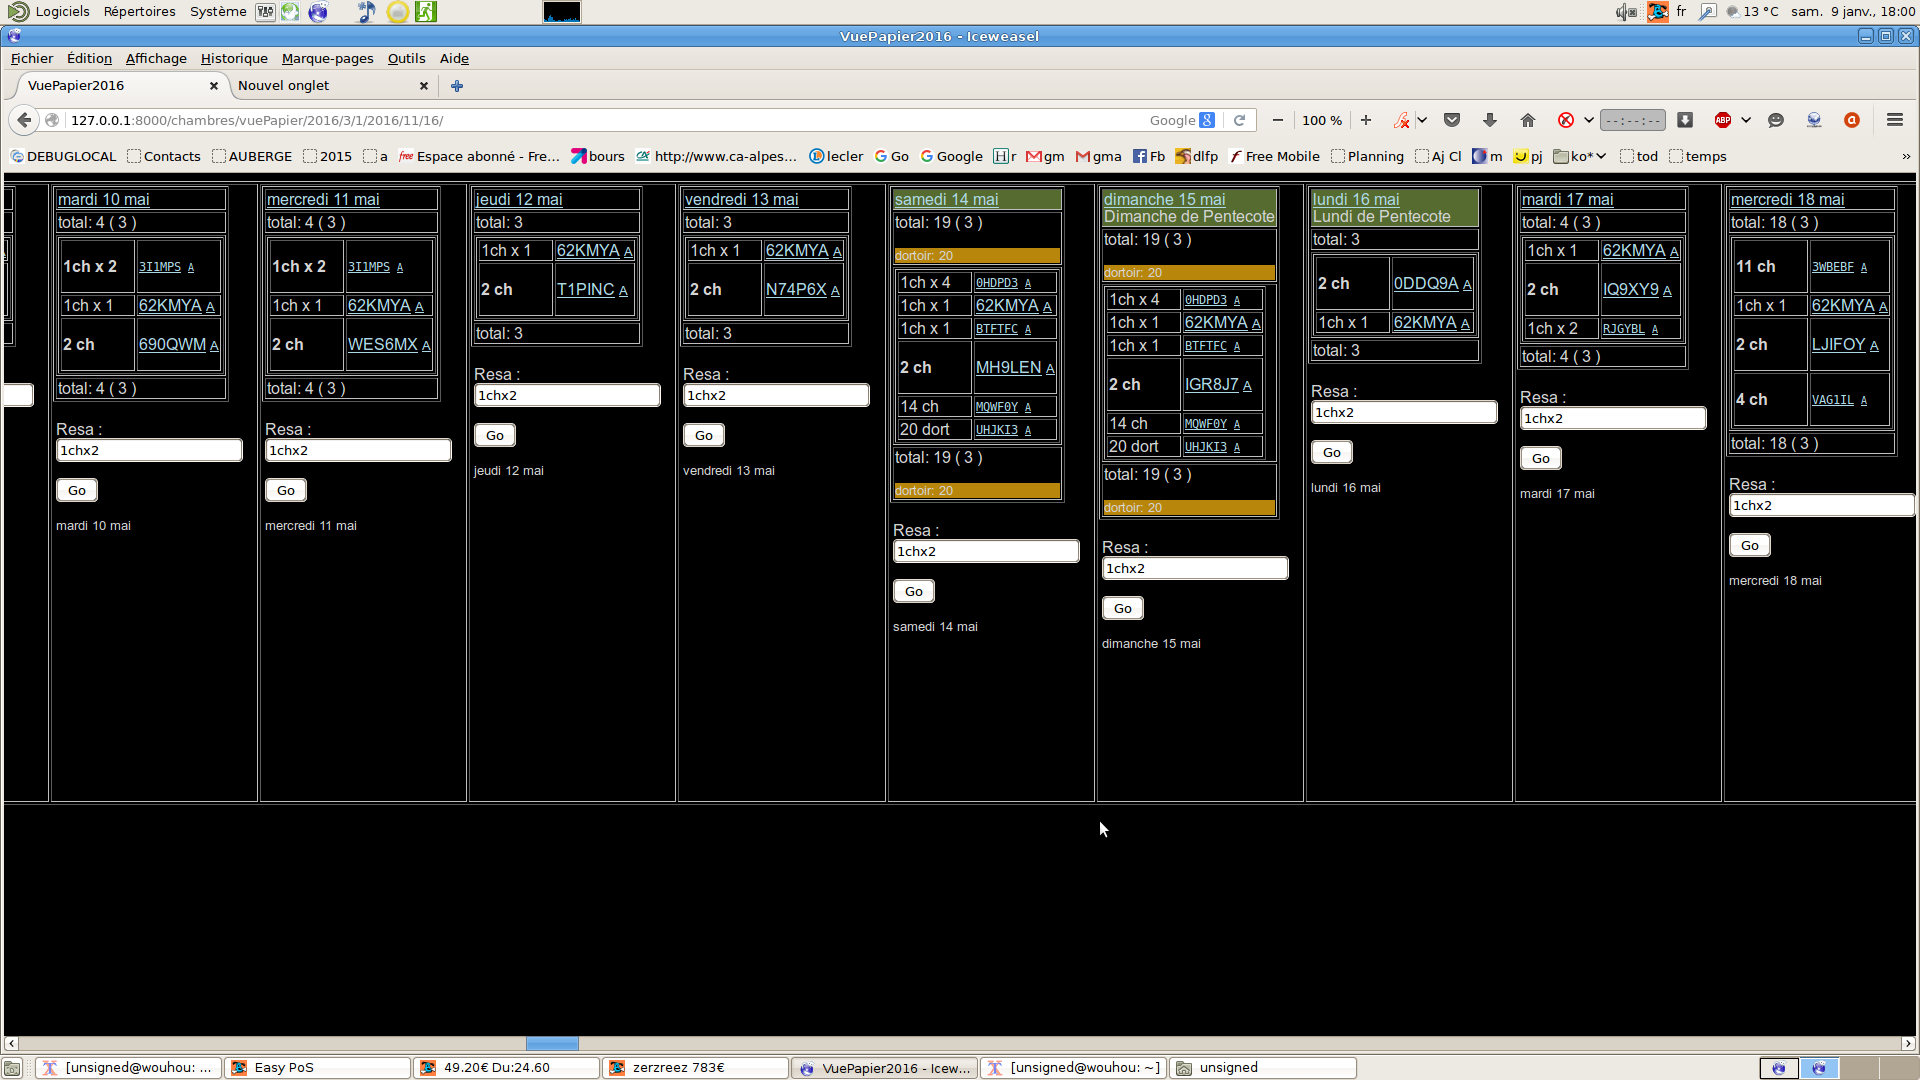 Logiciels Répertoires Système fr 13 °C sam. 9 janv., 18:00
VuePapier2016 - Iceweasel
Fichier Édition Affichage Historique Marque-pages Outils Aide
VuePapier2016 Nouvel onglet
127.0.0.1:8000/chambres/vuePapier/2016/3/1/2016/11/16/ Google 100 % --:--:-- ABP
DEBUGLOCAL Contacts AUBERGE 2015 a free Espace abonné - Fre... bours http://www.ca-alpes... lecler Go Google r gm gma Fb dlfp Free Mobile Planning Aj Cl m pj ko* tod temps »
mardi 10 mai
total: 4 ( 3 )
1ch x 2 3I1MPS A
1ch x 1 62KMYA A
2 ch 690QWM A
total: 4 ( 3 )
Resa :
1chx2
Go
mardi 10 mai
mercredi 11 mai
total: 4 ( 3 )
1ch x 2 3I1MPS A
1ch x 1 62KMYA A
2 ch WES6MX A
total: 4 ( 3 )
Resa :
1chx2
Go
mercredi 11 mai
jeudi 12 mai
total: 3
1ch x 1 62KMYA A
2 ch T1PINC A
total: 3
Resa :
1chx2
Go
jeudi 12 mai
vendredi 13 mai
total: 3
1ch x 1 62KMYA A
2 ch N74P6X A
total: 3
Resa :
1chx2
Go
vendredi 13 mai
samedi 14 mai
total: 19 ( 3 )
dortoir: 20
1ch x 4 0HDPD3 A
1ch x 1 62KMYA A
1ch x 1 BTFTFC A
2 ch MH9LEN A
14 ch MQWF0Y A
20 dort UHJKI3 A
total: 19 ( 3 )
dortoir: 20
Resa :
1chx2
Go
samedi 14 mai
dimanche 15 mai
Dimanche de Pentecote
total: 19 ( 3 )
dortoir: 20
1ch x 4 0HDPD3 A
1ch x 1 62KMYA A
1ch x 1 BTFTFC A
2 ch IGR8J7 A
14 ch MQWF0Y A
20 dort UHJKI3 A
total: 19 ( 3 )
dortoir: 20
Resa :
1chx2
Go
dimanche 15 mai
lundi 16 mai
Lundi de Pentecote
total: 3
2 ch 0DDQ9A A
1ch x 1 62KMYA A
total: 3
Resa :
1chx2
Go
lundi 16 mai
mardi 17 mai
total: 4 ( 3 )
1ch x 1 62KMYA A
2 ch IQ9XY9 A
1ch x 2 RJGYBL A
total: 4 ( 3 )
Resa :
1chx2
Go
mardi 17 mai
mercredi 18 mai
total: 18 ( 3 )
11 ch 3WBEBF A
1ch x 1 62KMYA A
2 ch LJIFOY A
4 ch VAG1IL A
total: 18 ( 3 )
Resa :
1chx2
Go
mercredi 18 mai
[unsigned@wouhou: ... Easy PoS 49.20€ Du:24.60 zerzreez 783€ VuePapier2016 - Icew... [unsigned@wouhou: ~] unsigned